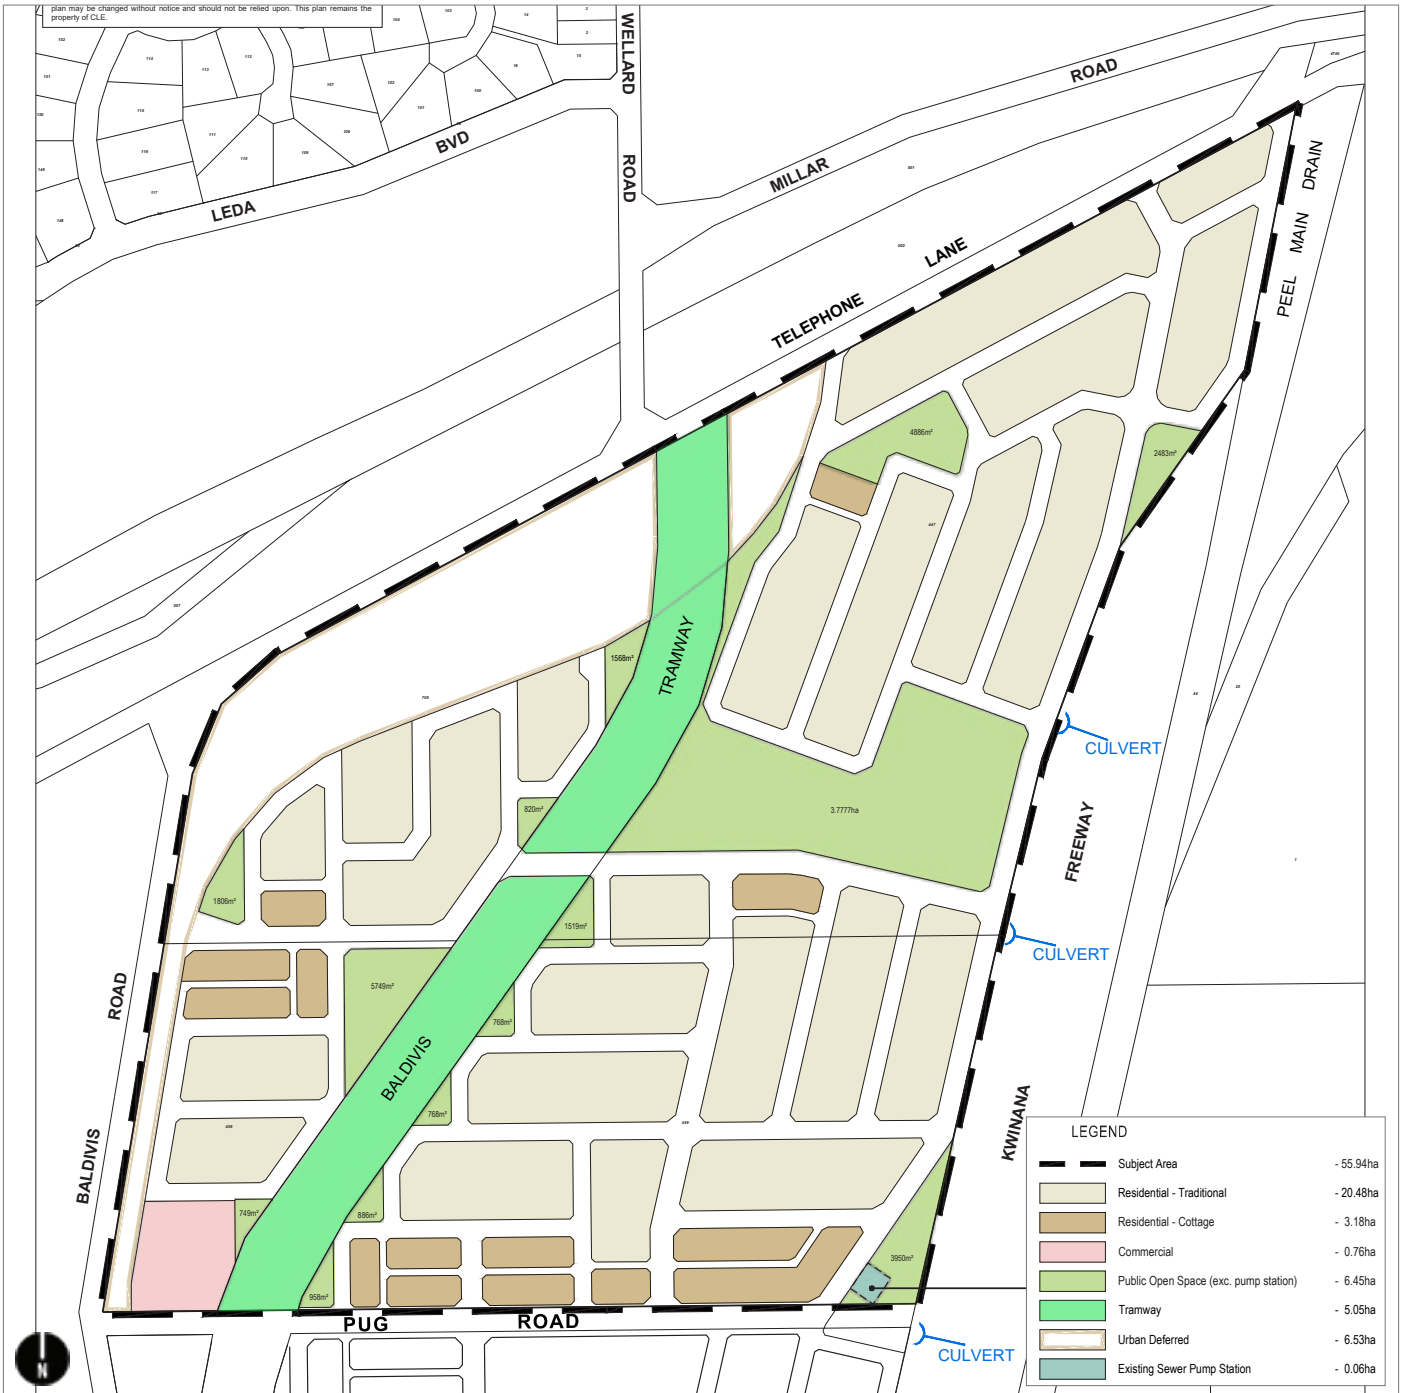 plan may be changed without notice and should not be relied upon. This plan remains the
property of CLE.
WELLARD
ROAD
LEDA
BVD
MILLAR
ROAD
TELEPHONE
LANE
PEEL MAIN DRAIN
4886m²
2483m²
447
TRAMWAY
1568m²
709
820m²
3.7777ha
CULVERT
FREEWAY
1806m²
1519m²
CULVERT
5749m²
768m²
BALDIVIS
ROAD
BALDIVIS
768m²
KWINANA
749m²
886m²
958m²
3950m²
PUG
ROAD
CULVERT
N
LEGEND
Subject Area - 55.94ha
Residential - Traditional - 20.48ha
Residential - Cottage - 3.18ha
Commercial - 0.76ha
Public Open Space (exc. pump station) - 6.45ha
Tramway - 5.05ha
Urban Deferred - 6.53ha
Existing Sewer Pump Station - 0.06ha